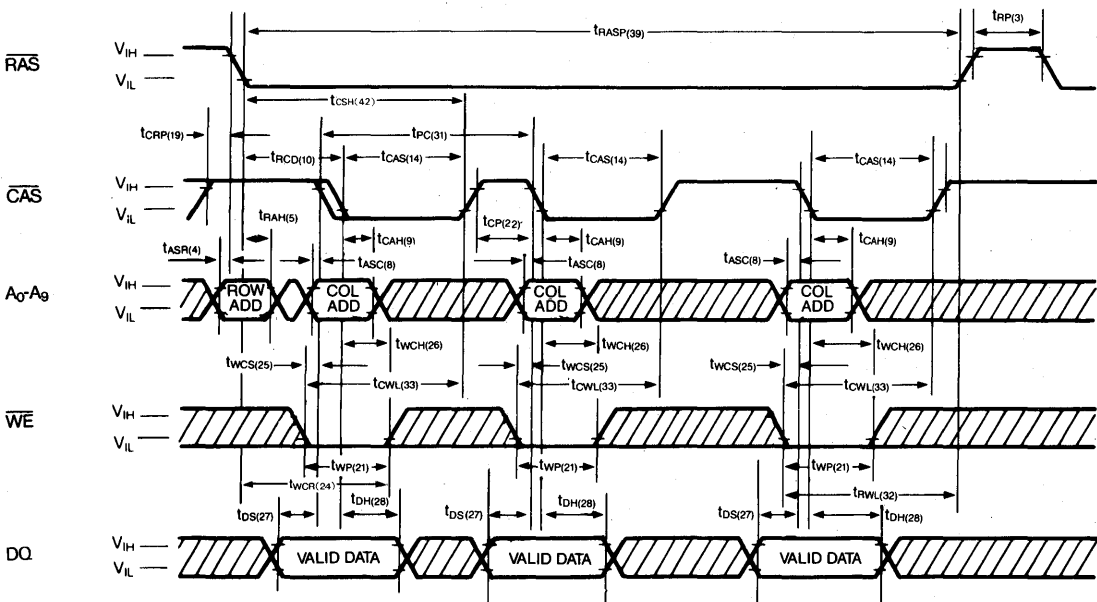 tRASP(39)
tRP(3)
RAS
VIH
VIL
tCSH(42)
tCRP(19)
tPC(31)
tRCD(10)
tCAS(14)
tCAS(14)
tCAS(14)
CAS
VIH
VIL
tRAH(5)
tCP(22)
tCAH(9)
tCAH(9)
tCAH(9)
tASR(4)
tASC(8)
tASC(8)
tASC(8)
A0-A9
VIH
VIL
ROW ADD
COL ADD
COL ADD
COL ADD
tWCH(26)
tWCH(26)
tWCH(26)
tWCS(25)
tWCS(25)
tWCS(25)
tCWL(33)
tCWL(33)
tCWL(33)
WE
VIH
VIL
tWP(21)
tWP(21)
tWP(21)
tWCR(24)
tRWL(32)
tDS(27)
tDH(28)
tDS(27)
tDH(28)
tDS(27)
tDH(28)
DQ
VIH
VIL
VALID DATA
VALID DATA
VALID DATA